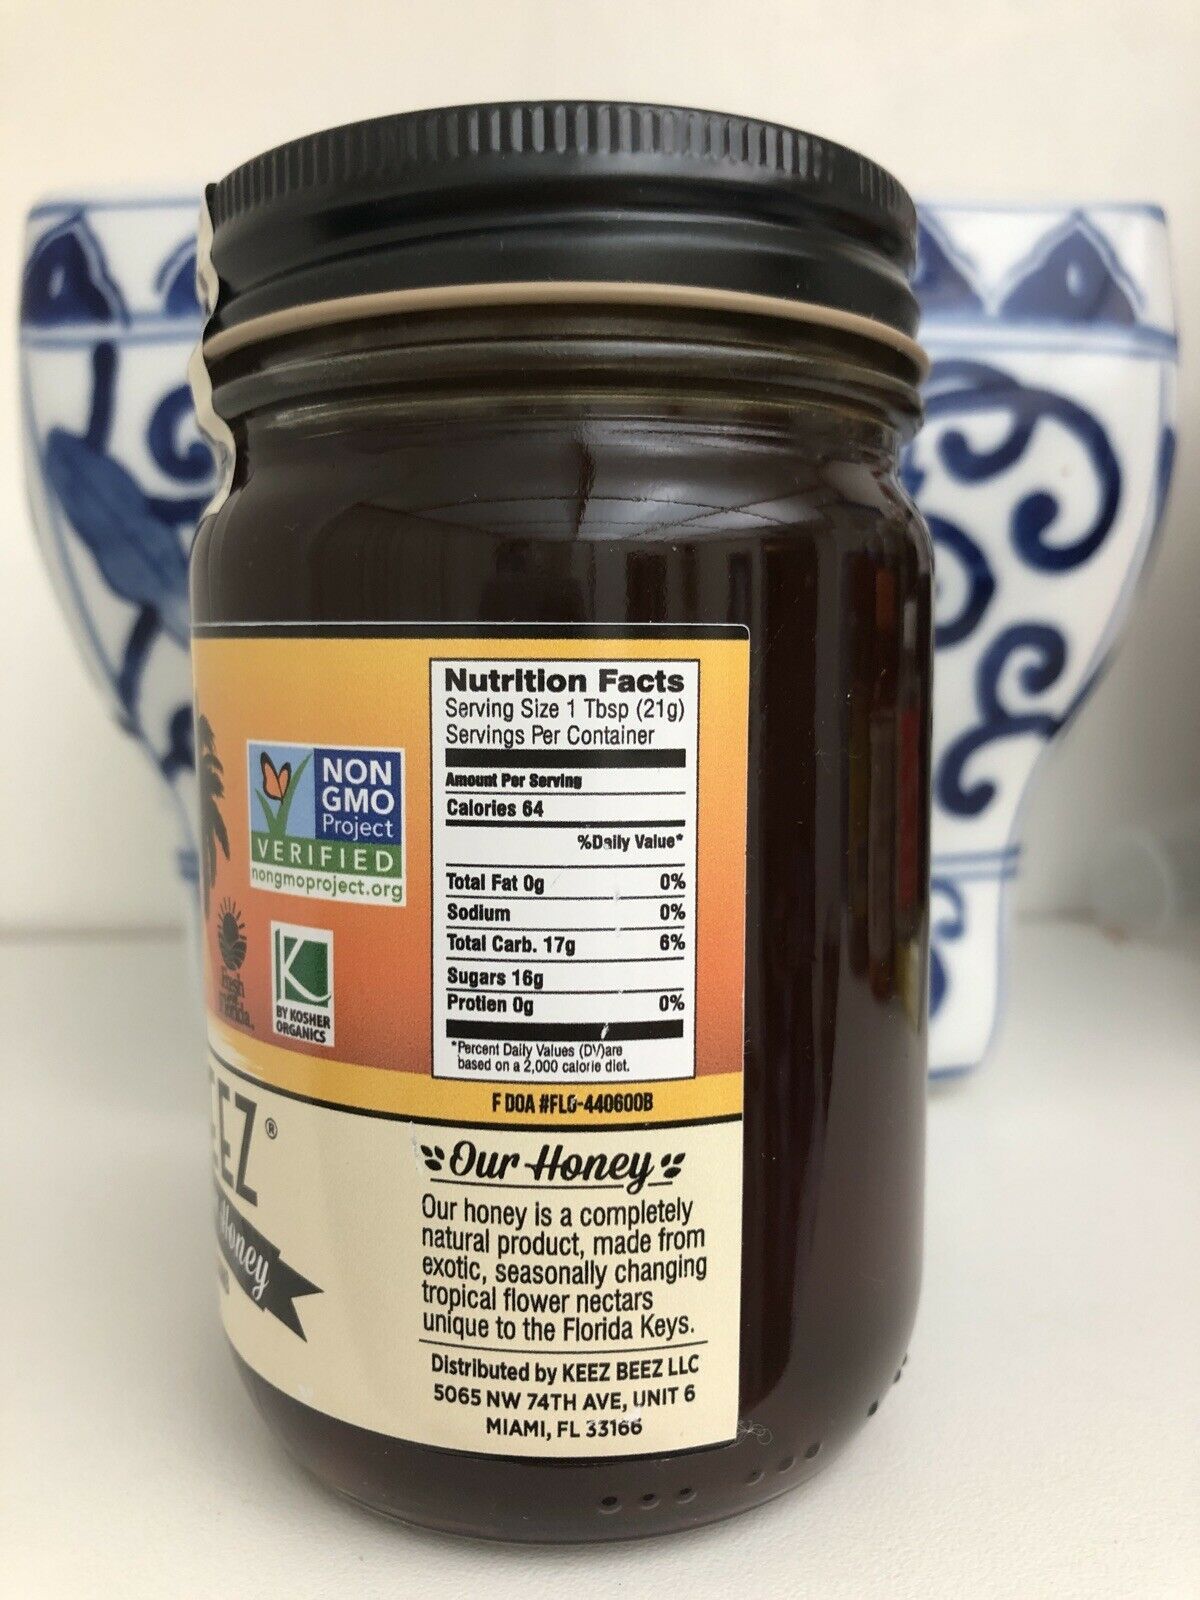 NON
GMO
Project
VERIFIED
nongmoproject.org
Fresh
BY KOSHER
ORGANICS
EEZ®
Honey
Nutrition Facts
Serving Size 1 Tbsp (21g)
Servings Per Container
Amount Per Serving
Calories 64
%Daily Value*
Total Fat 0g 0%
Sodium 0%
Total Carb. 17g 6%
Sugars 16g
Protien 0g 0%
*Percent Daily Values (DV)are
based on a 2,000 calorie diet.
F DOA #FLG-440600B
Our Honey
Our honey is a completely
natural product, made from
exotic, seasonally changing
tropical flower nectars
unique to the Florida Keys.
Distributed by KEEZ BEEZ LLC
5065 NW 74TH AVE, UNIT 6
MIAMI, FL 33166